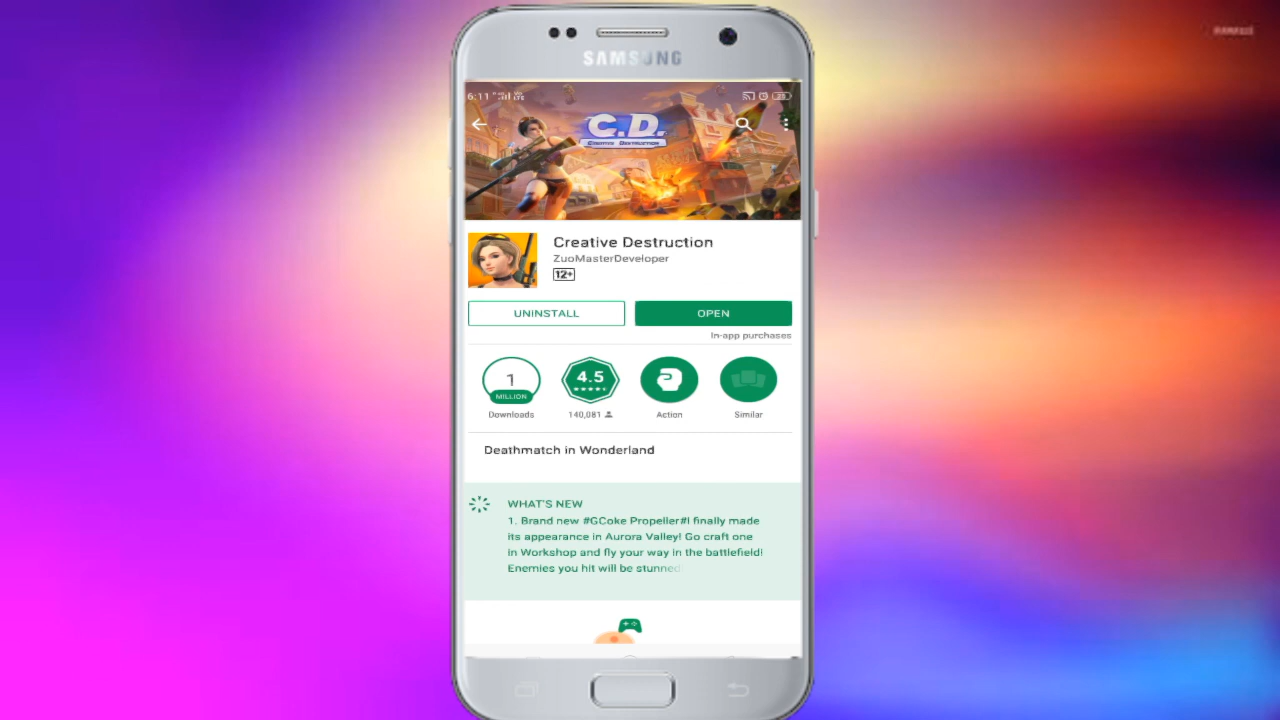 SAMSUNG
6:11
C.D.
CREATIVE DESTRUCTION
Creative Destruction
ZuoMasterDeveloper
12+
UNINSTALL
OPEN
In-app purchases
1
MILLION
4.5
Downloads
140,081
Action
Similar
Deathmatch in Wonderland
WHAT'S NEW
1. Brand new #GCoke Propeller#! finally made
its appearance in Aurora Valley! Go craft one
in Workshop and fly your way in the battlefield!
Enemies you hit will be stunned